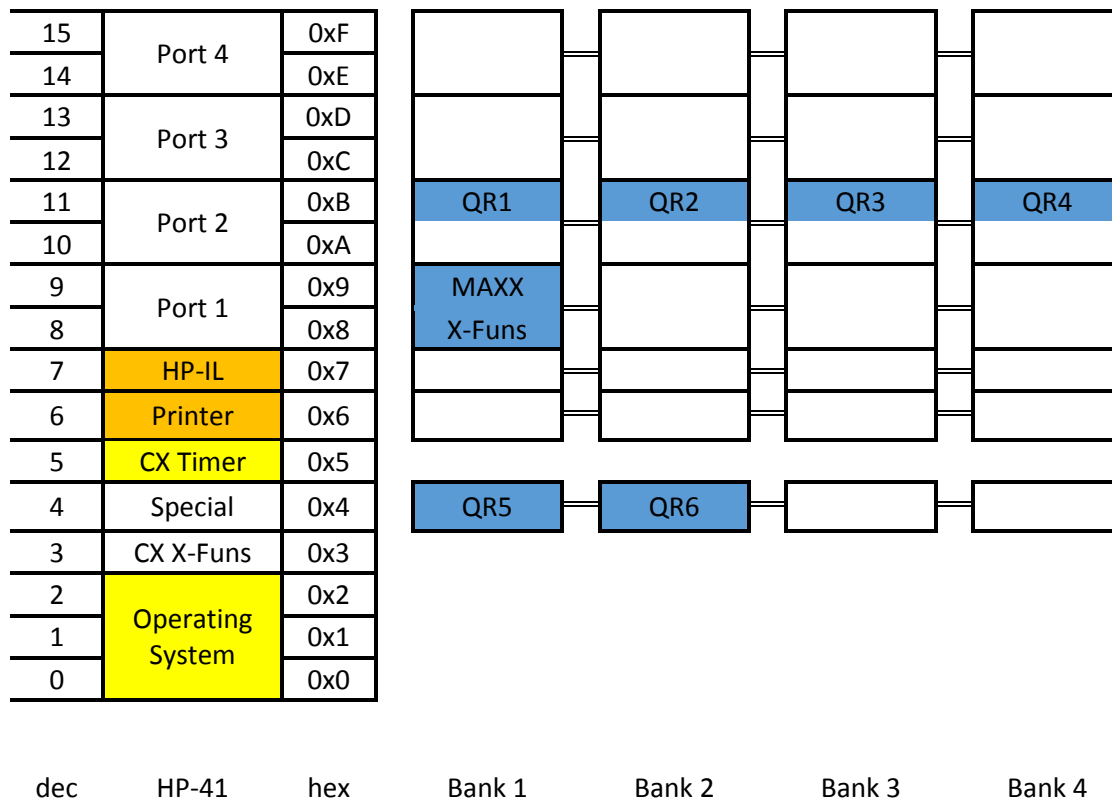 15 Port 4 0xF
14 0xE
13 Port 3 0xD
12 0xC
11 Port 2 0xB QR1 QR2 QR3 QR4
10 0xA
9 Port 1 0x9 MAXX
8 0x8 X-Funs
7 HP-IL 0x7
6 Printer 0x6
5 CX Timer 0x5
4 Special 0x4 QR5 QR6
3 CX X-Funs 0x3
2 Operating 0x2
1 System 0x1
0 0x0
dec HP-41 hex Bank 1 Bank 2 Bank 3 Bank 4